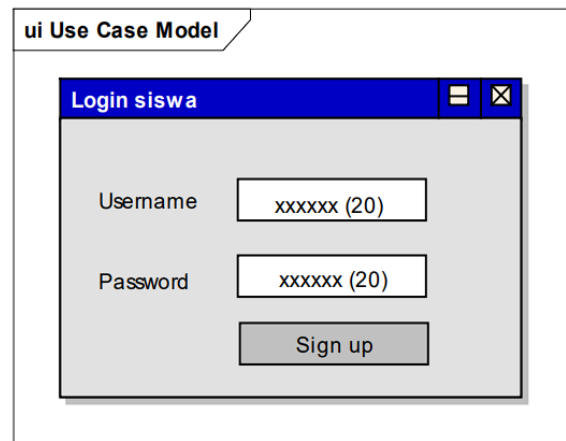 ui Use Case Model
Login siswa
Username
xxxxxx (20)
Password
xxxxxx (20)
Sign up